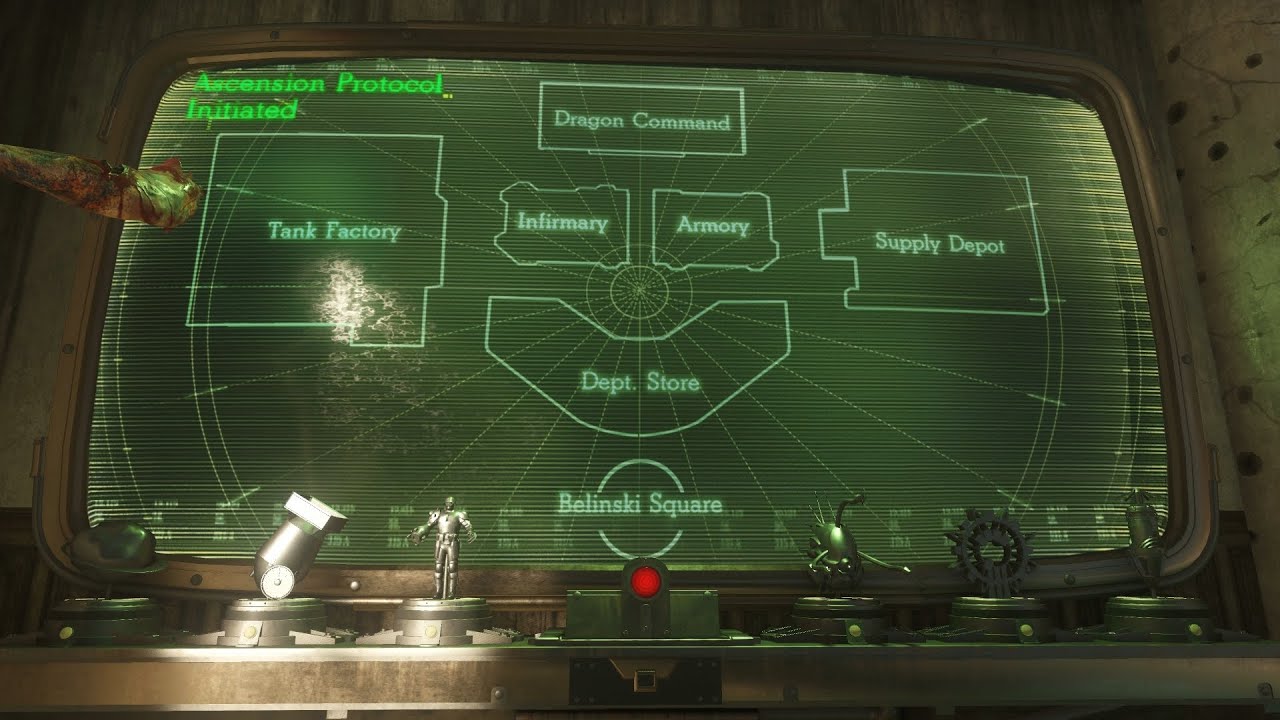 Ascension Protocol
Initiated
Dragon Command
Tank Factory
Infirmary
Armory
Supply Depot
Dept. Store
Belinski Square